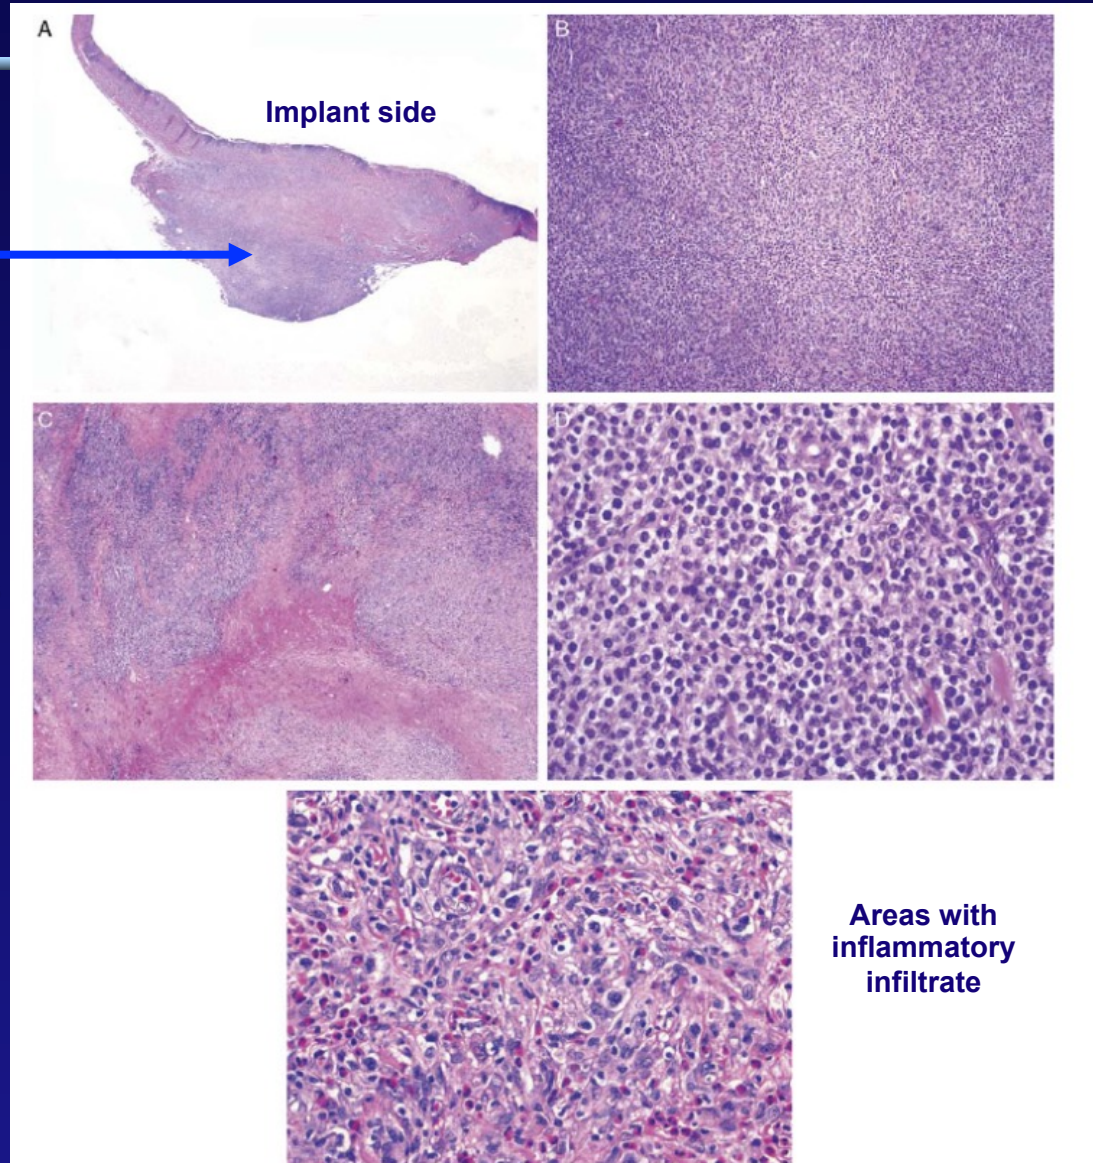 A
Implant side
B
C
D
Areas with
inflammatory
infiltrate